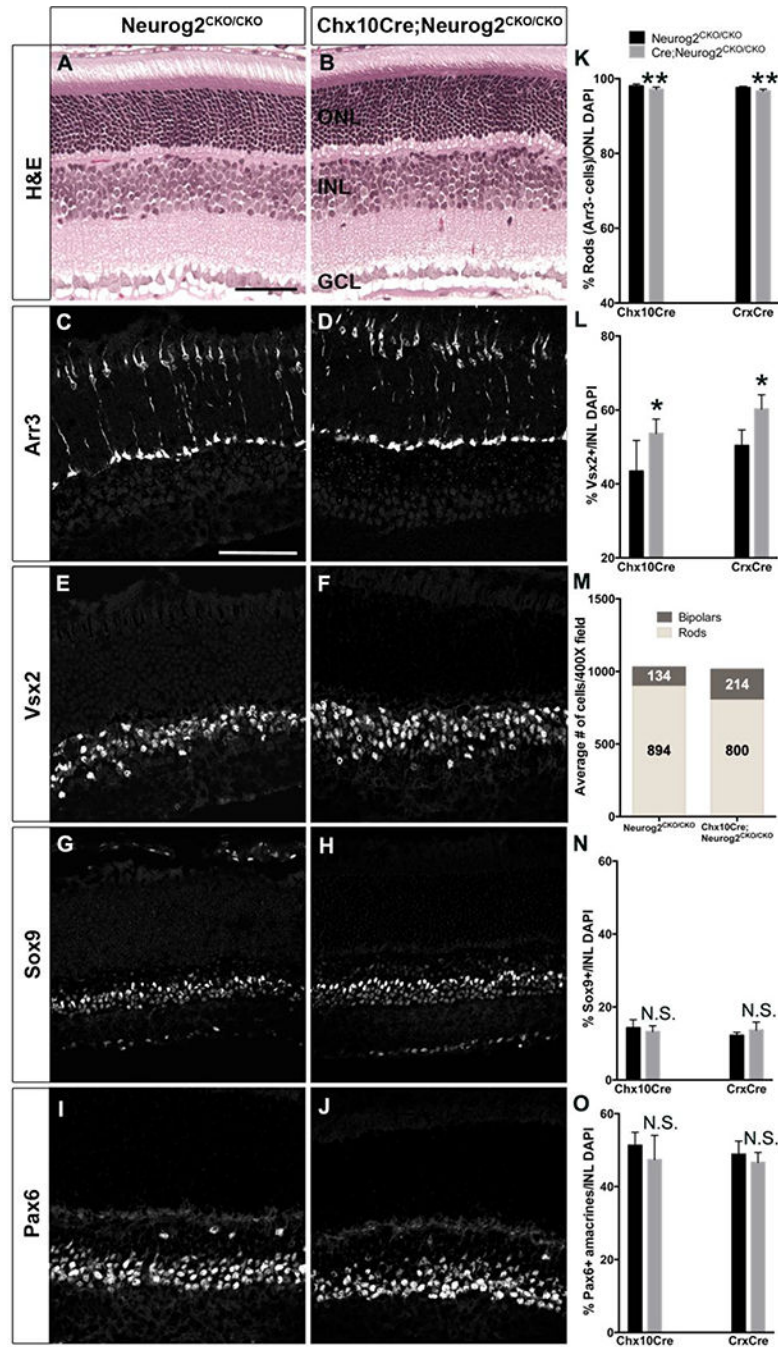 Neurog2CKO/CKO
Chx10Cre;Neurog2CKO/CKO
H&E
A
B
ONL
INL
GCL
Arr3
C
D
Vsx2
E
F
Sox9
G
H
Pax6
I
J
K
Neurog2CKO/CKO
Cre;Neurog2CKO/CKO
% Rods (Arr3- cells)/ONL DAPI
100
80
60
40
**
**
Chx10Cre
CrxCre
L
% Vsx2+/INL DAPI
80
60
40
20
*
*
Chx10Cre
CrxCre
M
Average # of cells/400X field
1500
1000
500
0
Bipolars
Rods
134
894
214
800
Neurog2CKO/CKO
Chx10Cre;
Neurog2CKO/CKO
N
% Sox9+/INL DAPI
60
40
20
0
N.S.
N.S.
Chx10Cre
CrxCre
O
% Pax6+ amacrines/INL DAPI
60
40
20
0
N.S.
N.S.
Chx10Cre
CrxCre